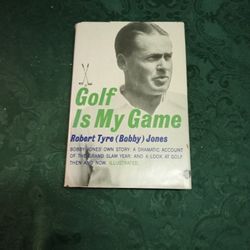 Golf
Is My Game
Robert Tyre (Bobby) Jones
BOBBY JONES' OWN STORY: A DRAMATIC ACCOUNT
OF THE GRAND SLAM YEAR; AND A LOOK AT GOLF
THEN AND NOW. ILLUSTRATED